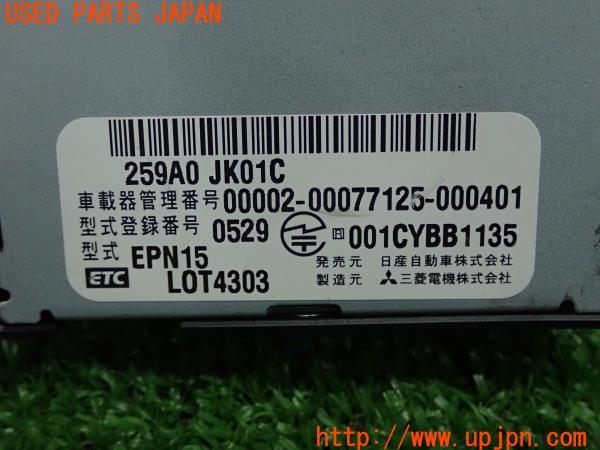 USED PARTS JAPAN
259A0 JK01C
車載器管理番号 00002-00077125-000401
型式登録番号 0529 R 001CYBB1135
型式 EPN15
発売元 日産自動車株式会社
ETC LOT4303
製造元 三菱電機株式会社
http://www.upjpn.com/